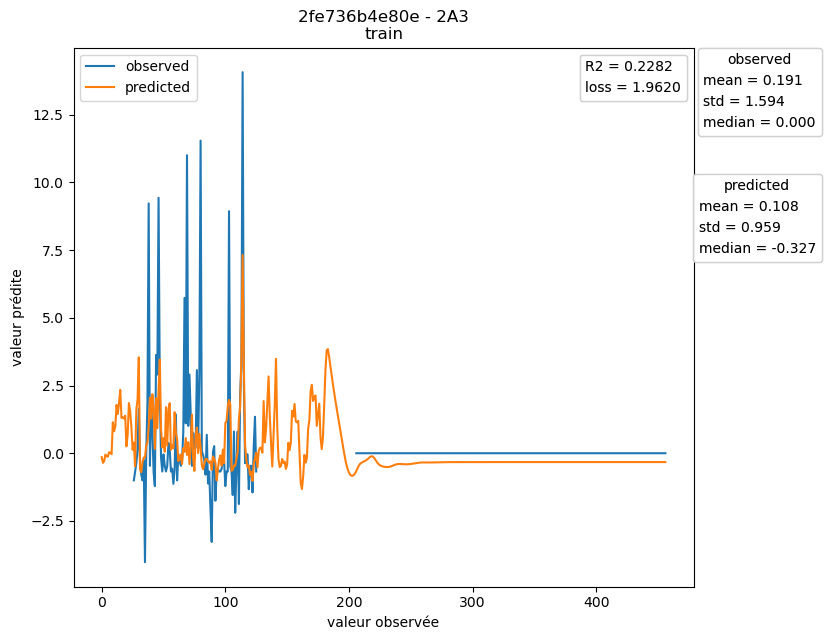 2fe736b4e80e - 2A3
train
observed
predicted
R2 = 0.2282
loss = 1.9620
observed
mean = 0.191
std = 1.594
median = 0.000
predicted
mean = 0.108
std = 0.959
median = -0.327
12.5
10.0
7.5
5.0
2.5
0.0
−2.5
valeur prédite
0
100
200
300
400
valeur observée